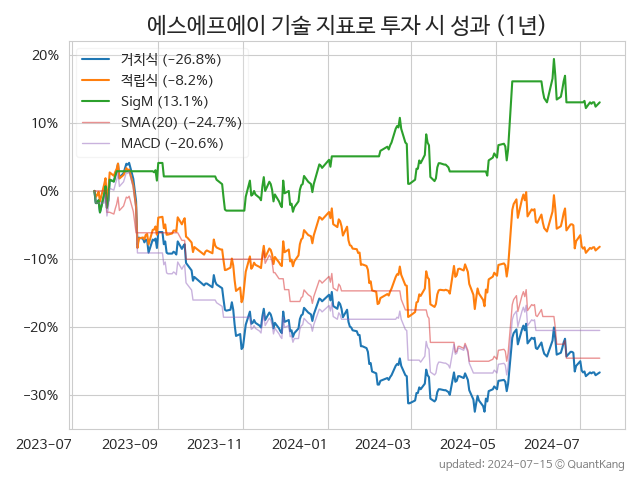 에스에프에이 기술 지표로 투자 시 성과 (1년)
거치식 (−26.8%)
적립식 (−8.2%)
SigM (13.1%)
SMA(20) (−24.7%)
MACD (−20.6%)
20%
10%
0%
−10%
−20%
−30%
2023-07
2023-09
2023-11
2024-01
2024-03
2024-05
2024-07
updated: 2024-07-15 © QuantKang